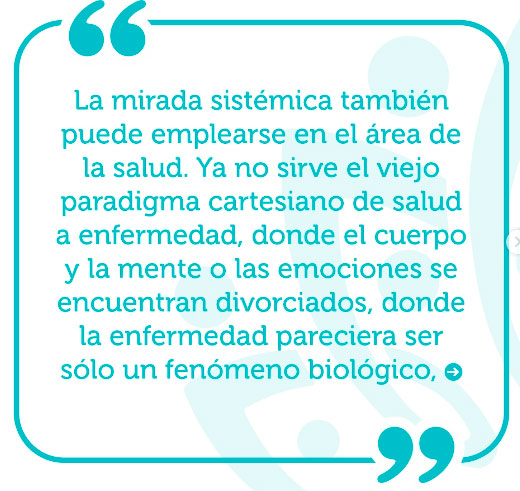 La mirada sistémica también
puede emplearse en el área de
la salud. Ya no sirve el viejo
paradigma cartesiano de salud
a enfermedad, donde el cuerpo
y la mente o las emociones se
encuentran divorciados, donde
la enfermedad pareciera ser
sólo un fenómeno biológico,